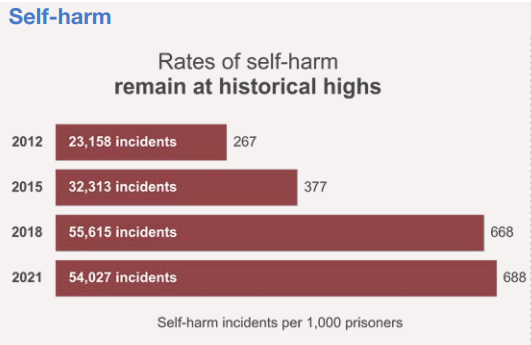 Self-harm
Rates of self-harm
remain at historical highs
2012 23,158 incidents 267
2015 32,313 incidents 377
2018 55,615 incidents 668
2021 54,027 incidents 688
Self-harm incidents per 1,000 prisoners